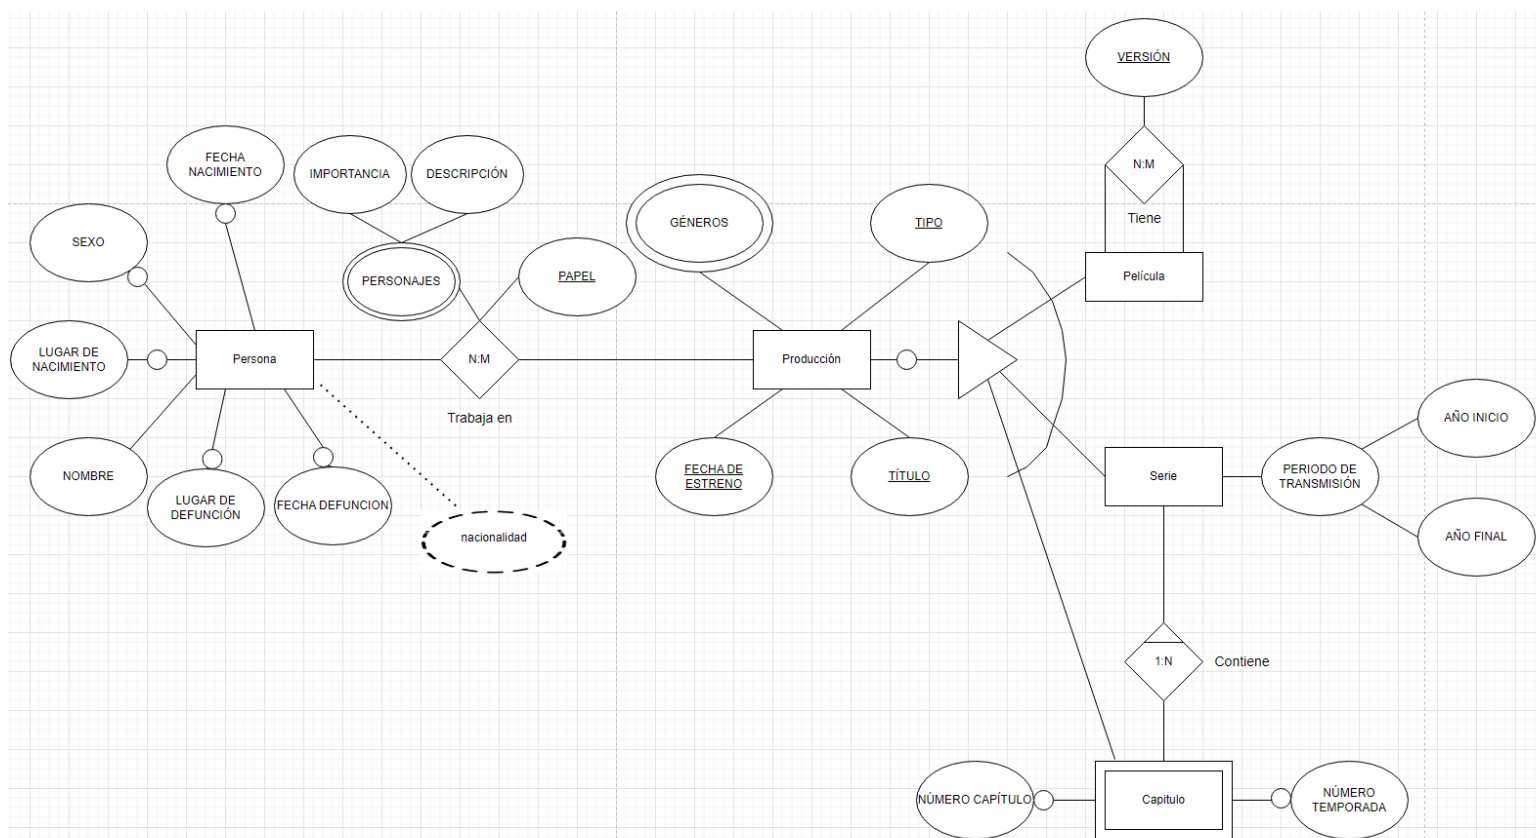 VERSIÓN
N:M
Tiene
Película
FECHA
NACIMIENTO
IMPORTANCIA
DESCRIPCIÓN
SEXO
PERSONAJES
PAPEL
GÉNEROS
TIPO
LUGAR DE
NACIMIENTO
Persona
N:M
Trabaja en
Producción
NOMBRE
LUGAR DE
DEFUNCIÓN
FECHA DEFUNCION
nacionalidad
FECHA DE
ESTRENO
TÍTULO
Serie
PERIODO DE
TRANSMISIÓN
AÑO INICIO
AÑO FINAL
1:N
Contiene
NÚMERO CAPÍTULO
Capitulo
NÚMERO
TEMPORADA